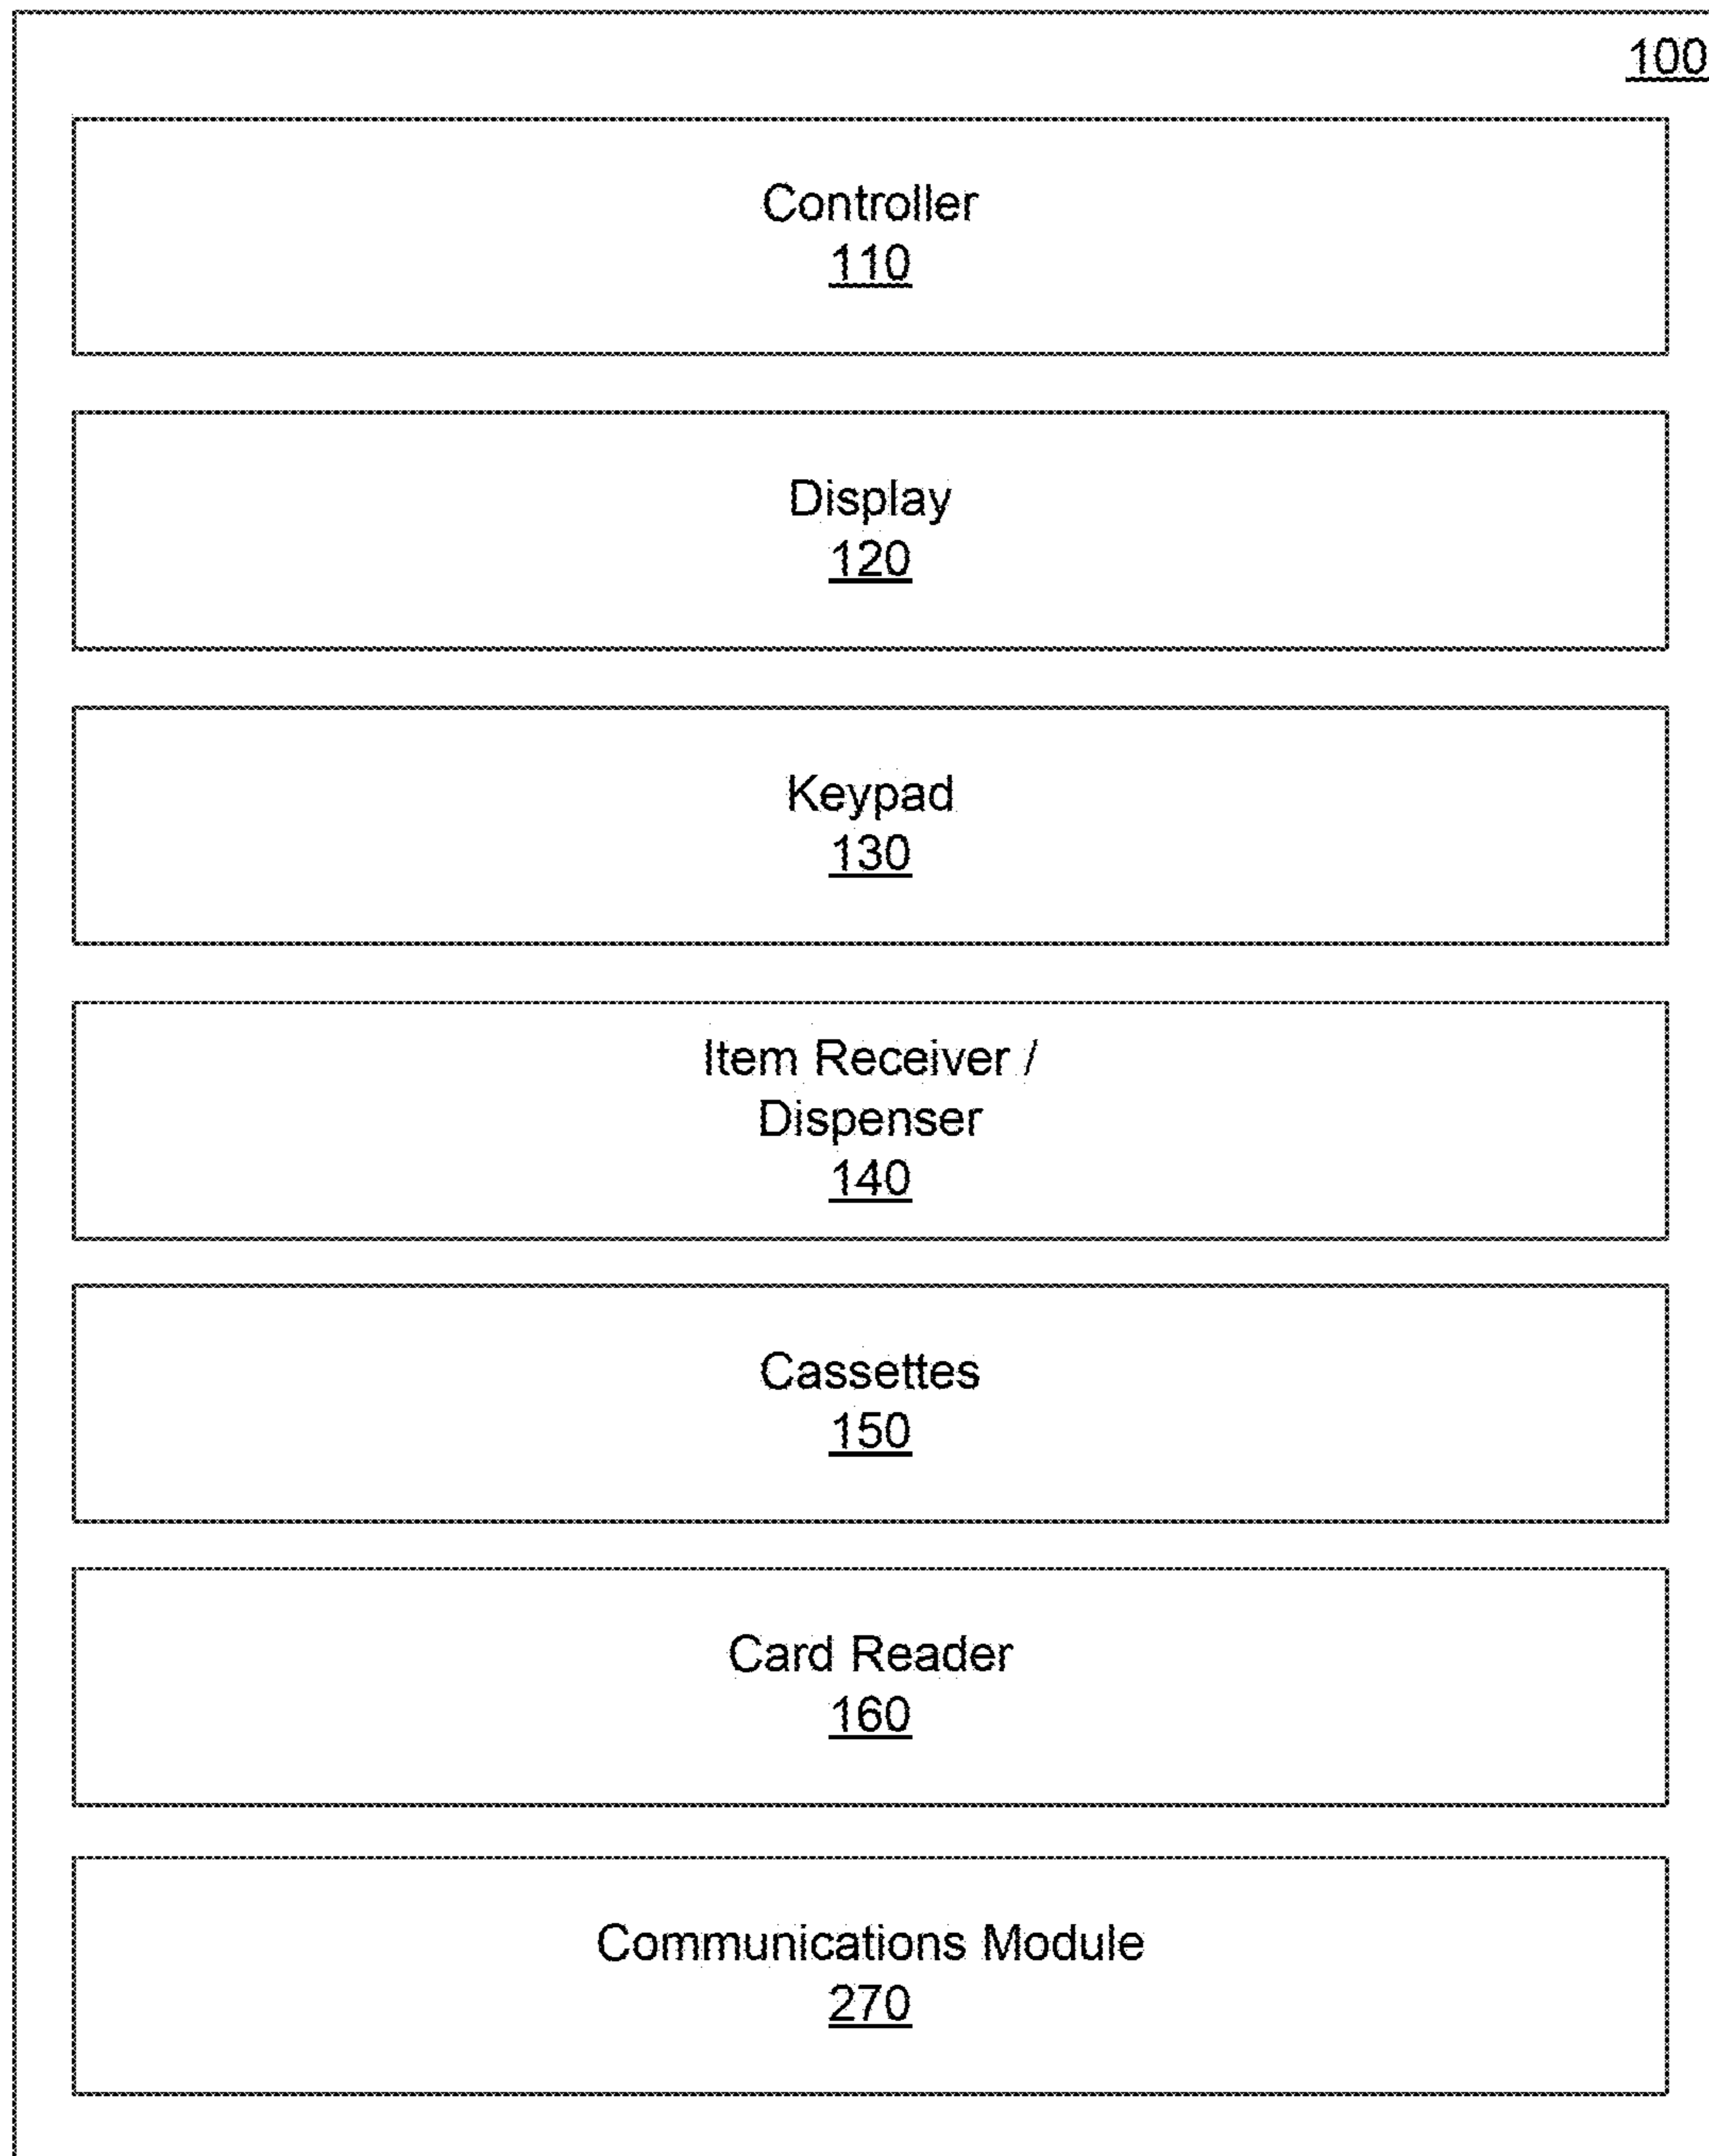 100
Controller
110
Display
120
Keypad
130
Item Receiver /
Dispenser
140
Cassettes
150
Card Reader
160
Communications Module
270